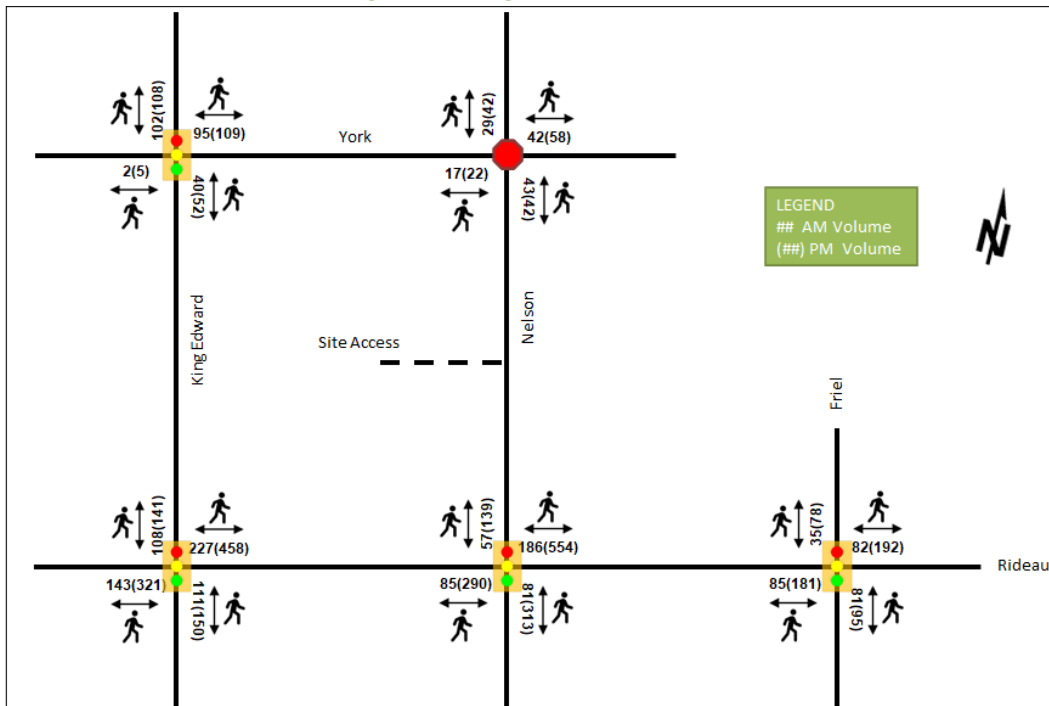 102(108)
95(109)
York
2(5)
40(25)
29(42)
42(58)
17(22)
43(42)
LEGEND
## AM Volume
(##) PM Volume
N
King Edward
Site Access
Nelson
Friel
108(141)
227(458)
143(321)
111(150)
57(139)
186(554)
85(290)
81(313)
35(78)
82(192)
85(181)
81(95)
Rideau